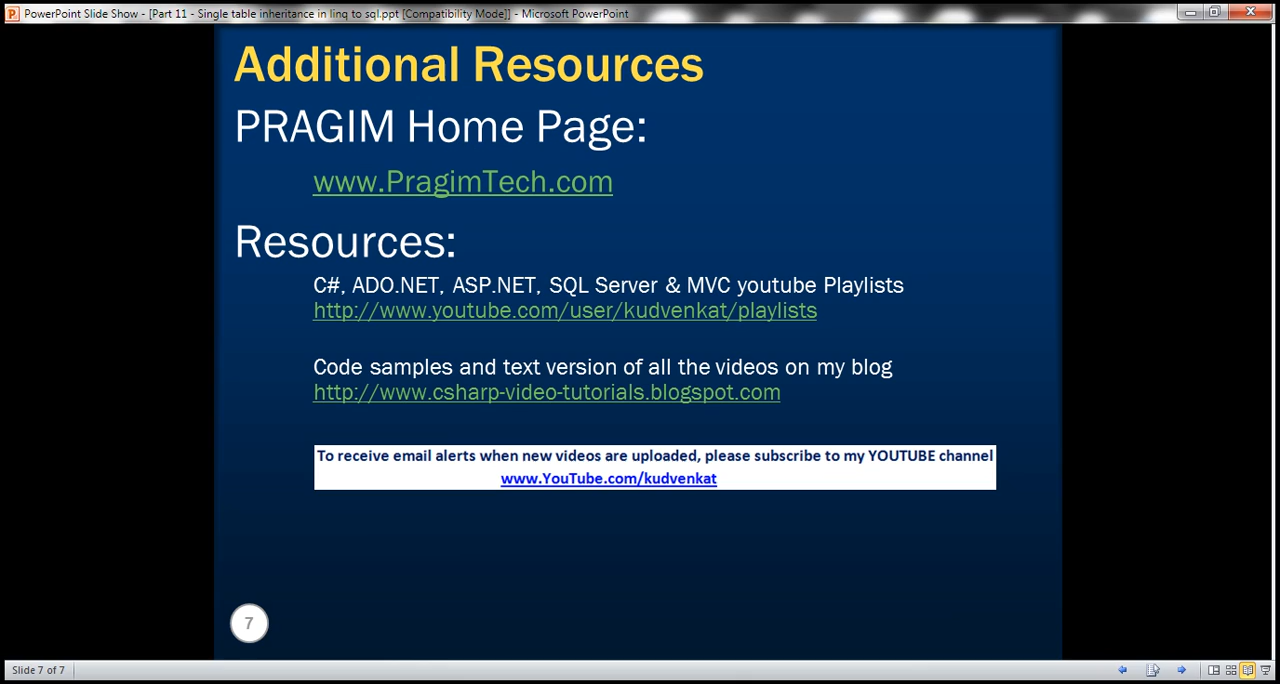 PowerPoint Slide Show - [Part 11 - Single table inheritance in linq to sql.ppt [Compatibility Mode]] - Microsoft PowerPoint
Additional Resources
PRAGIM Home Page:
www.PragimTech.com
Resources:
C#, ADO.NET, ASP.NET, SQL Server & MVC youtube Playlists
http://www.youtube.com/user/kudvenkat/playlists
Code samples and text version of all the videos on my blog
http://www.csharp-video-tutorials.blogspot.com
To receive email alerts when new videos are uploaded, please subscribe to my YOUTUBE channel
www.YouTube.com/kudvenkat
7
Slide 7 of 7